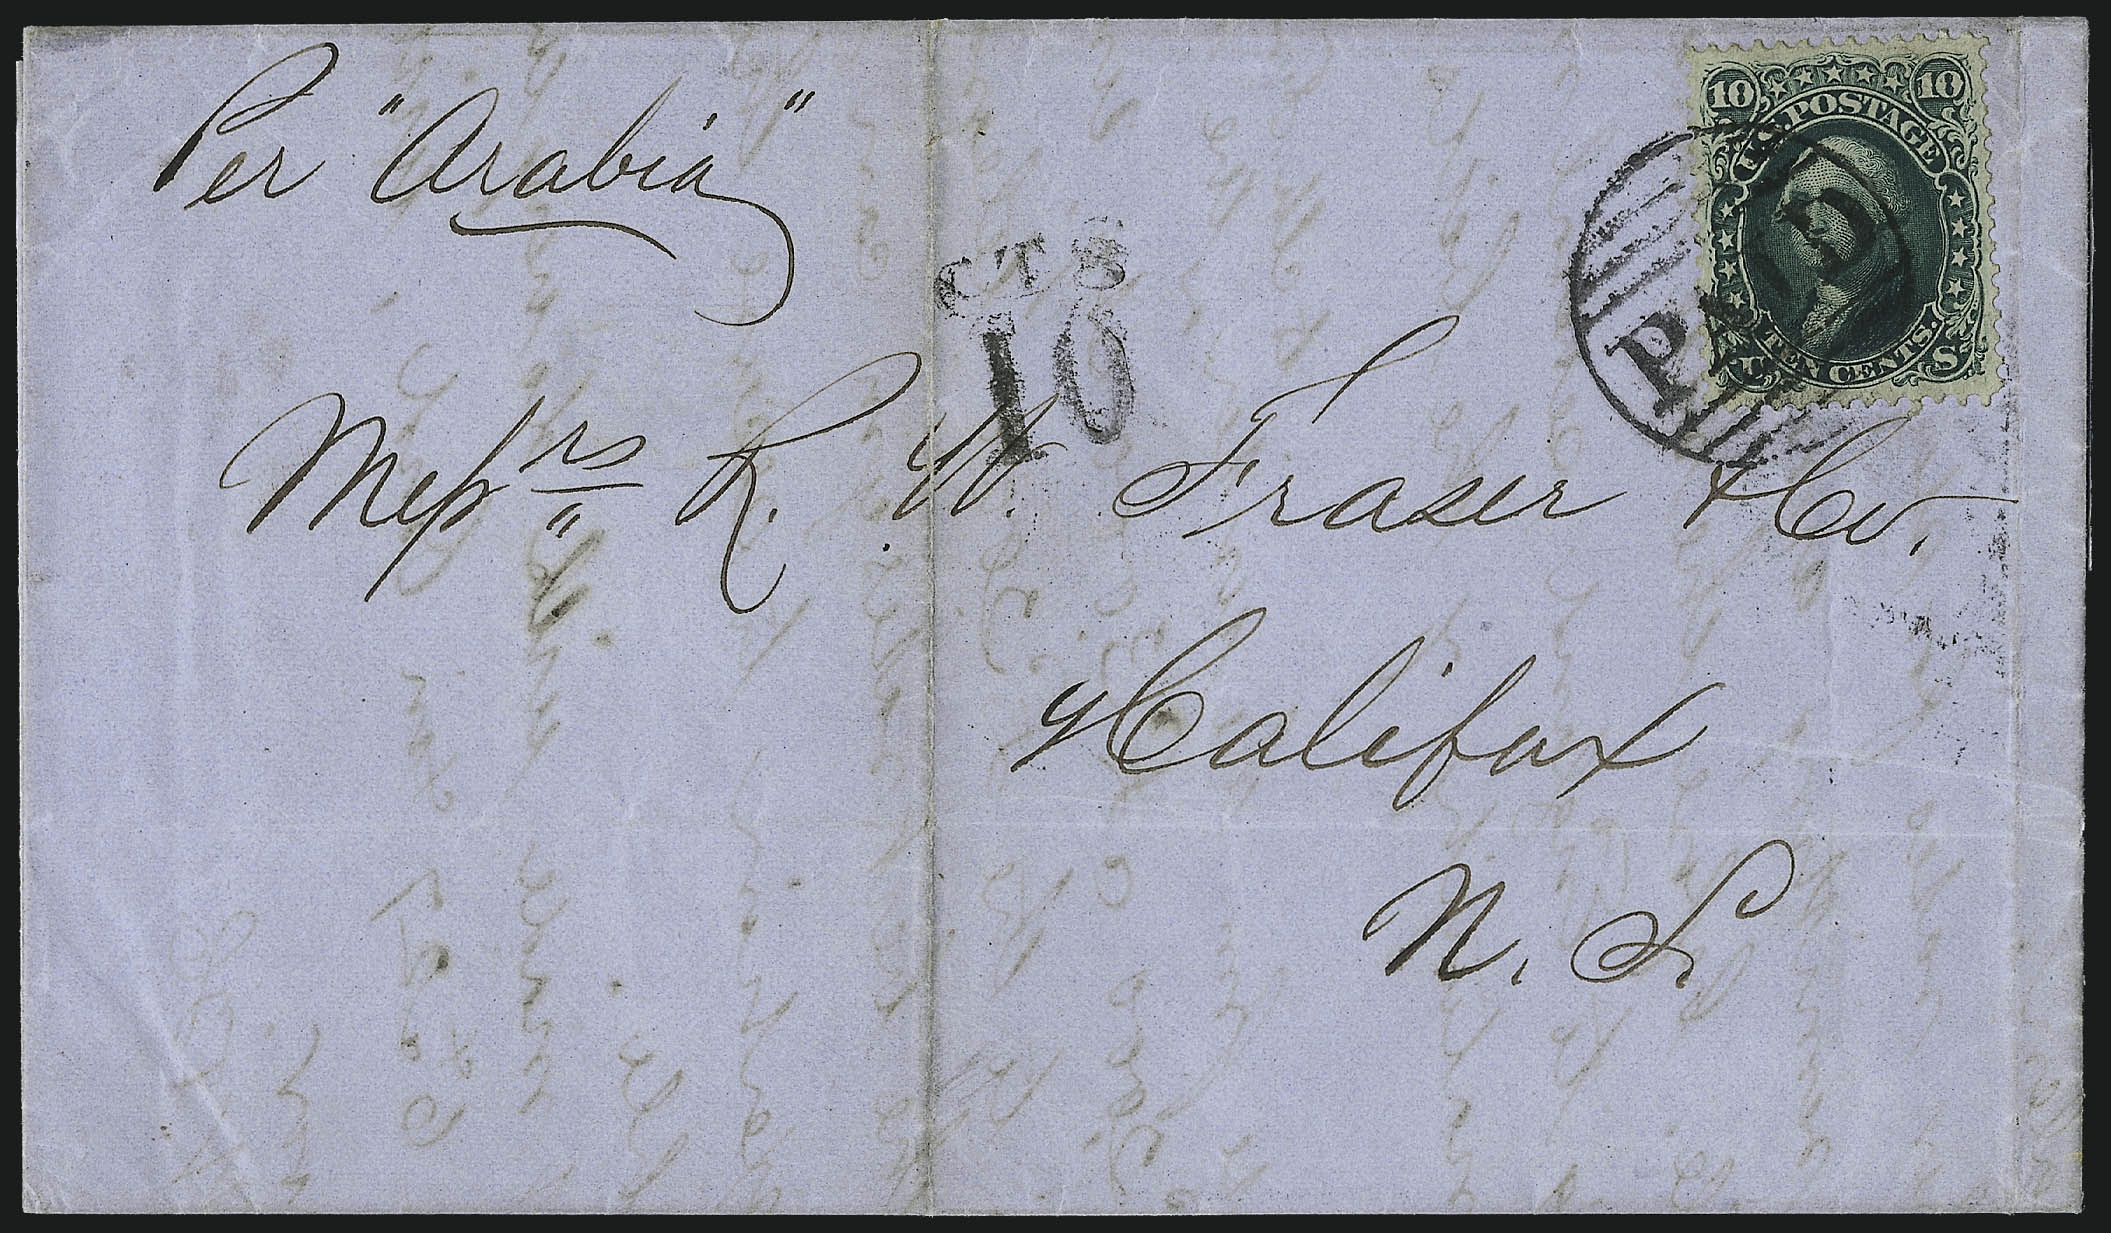 Per "Arabia"
10 10
U.S. POSTAGE
PAID
TEN CENTS.
U S
CTS
10
Messrs R. W. Fraser & Co.
Halifax
N. S.